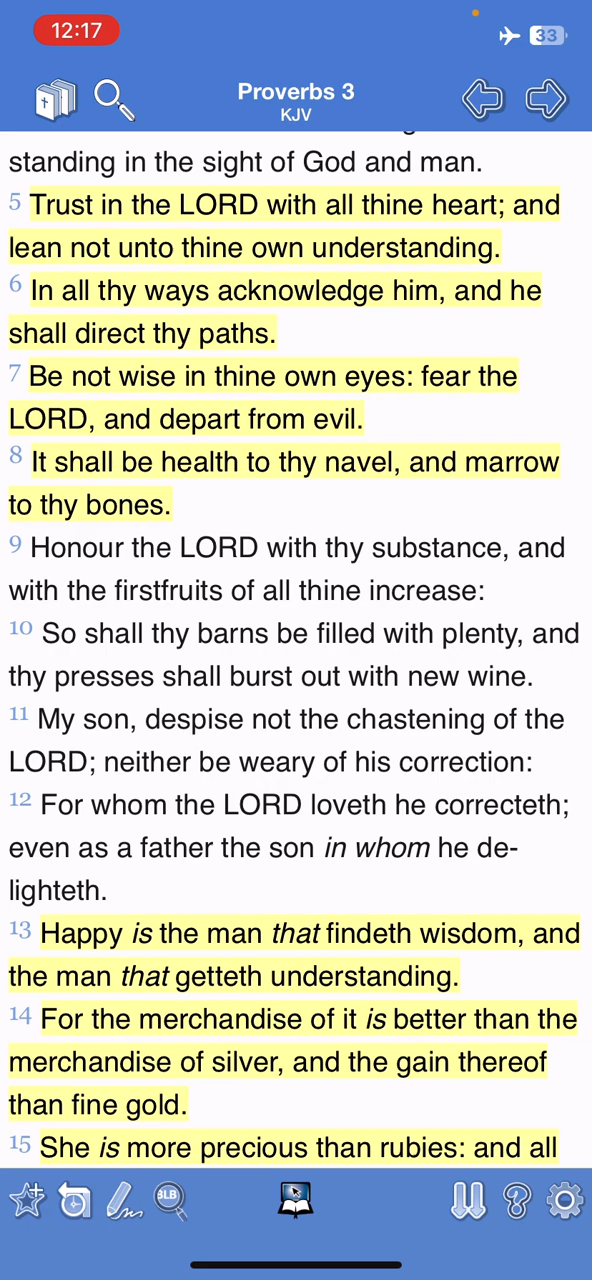 12:17
33
Proverbs 3
KJV
standing in the sight of God and man.
5 Trust in the LORD with all thine heart; and
lean not unto thine own understanding.
6 In all thy ways acknowledge him, and he
shall direct thy paths.
7 Be not wise in thine own eyes: fear the
LORD, and depart from evil.
8 It shall be health to thy navel, and marrow
to thy bones.
9 Honour the LORD with thy substance, and
with the firstfruits of all thine increase:
10 So shall thy barns be filled with plenty, and
thy presses shall burst out with new wine.
11 My son, despise not the chastening of the
LORD; neither be weary of his correction:
12 For whom the LORD loveth he correcteth;
even as a father the son in whom he de-
lighteth.
13 Happy is the man that findeth wisdom, and
the man that getteth understanding.
14 For the merchandise of it is better than the
merchandise of silver, and the gain thereof
than fine gold.
15 She is more precious than rubies: and all
BLB